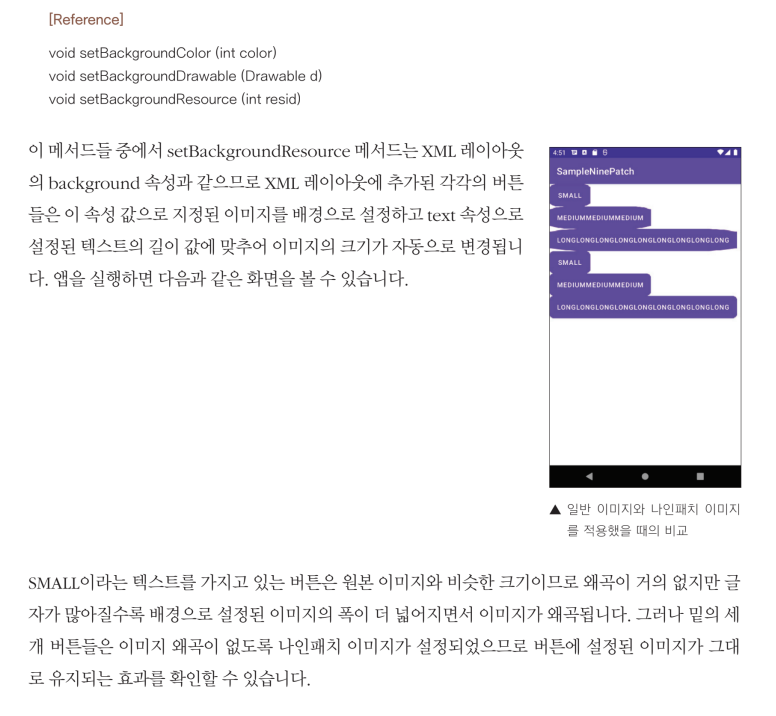 [Reference]
void setBackgroundColor (int color)
void setBackgroundDrawable (Drawable d)
void setBackgroundResource (int resid)
이 메서드들 중에서 setBackgroundResource 메서드는 XML 레이아웃
의 background 속성과 같으므로 XML 레이아웃에 추가된 각각의 버튼
들은 이 속성 값으로 지정된 이미지를 배경으로 설정하고 text 속성으로
설정된 텍스트의 길이 값에 맞추어 이미지의 크기가 자동으로 변경됩니
다. 앱을 실행하면 다음과 같은 화면을 볼 수 있습니다.
4:51
SampleNinePatch
SMALL
MEDIUMMEDIUMMEDIUM
LONGLONGLONGLONGLONGLONGLONGLONGLONG
SMALL
MEDIUMMEDIUMMEDIUM
LONGLONGLONGLONGLONGLONGLONGLONGLONG
▲ 일반 이미지와 나인패치 이미지
를 적용했을 때의 비교
SMALL이라는 텍스트를 가지고 있는 버튼은 원본 이미지와 비슷한 크기이므로 왜곡이 거의 없지만 글
자가 많아질수록 배경으로 설정된 이미지의 폭이 더 넓어지면서 이미지가 왜곡됩니다. 그러나 밑의 세
개 버튼들은 이미지 왜곡이 없도록 나인패치 이미지가 설정되었으므로 버튼에 설정된 이미지가 그대
로 유지되는 효과를 확인할 수 있습니다.